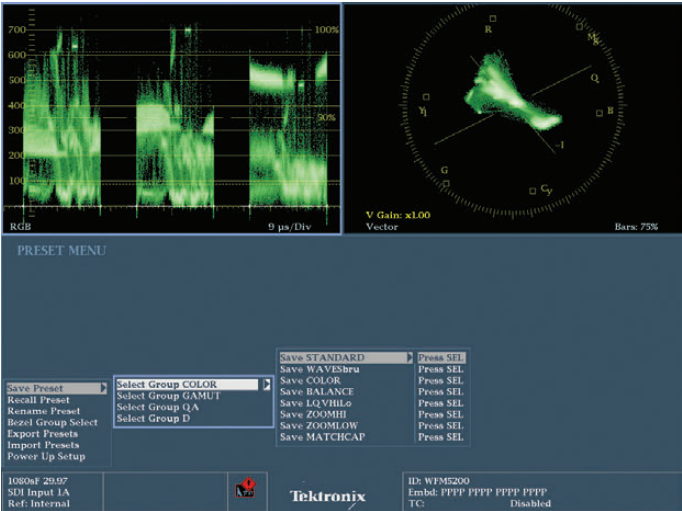 700
100%
600
500
400
50%
300
200
100
RGB
9 µs/Div
R
Mg
Q
B
Yl
-I
G
Cy
V Gain: x1.00
Vector
Bars: 75%
PRESET MENU
Save Preset
Recall Preset
Rename Preset
Bezel Group Select
Export Presets
Import Presets
Power Up Setup
Select Group COLOR
Select Group GAMUT
Select Group QA
Select Group D
Save STANDARD Press SEL
Save WAVESbru Press SEL
Save COLOR Press SEL
Save BALANCE Press SEL
Save LQVHiLo Press SEL
Save ZOOMHI Press SEL
Save ZOOMLOW Press SEL
Save MATCHCAP Press SEL
1080sF 29.97
SDI Input 1A
Ref: Internal
Tektronix
ID: WFM5200
Embd: PPPP PPPP PPPP PPPP
TC: Disabled